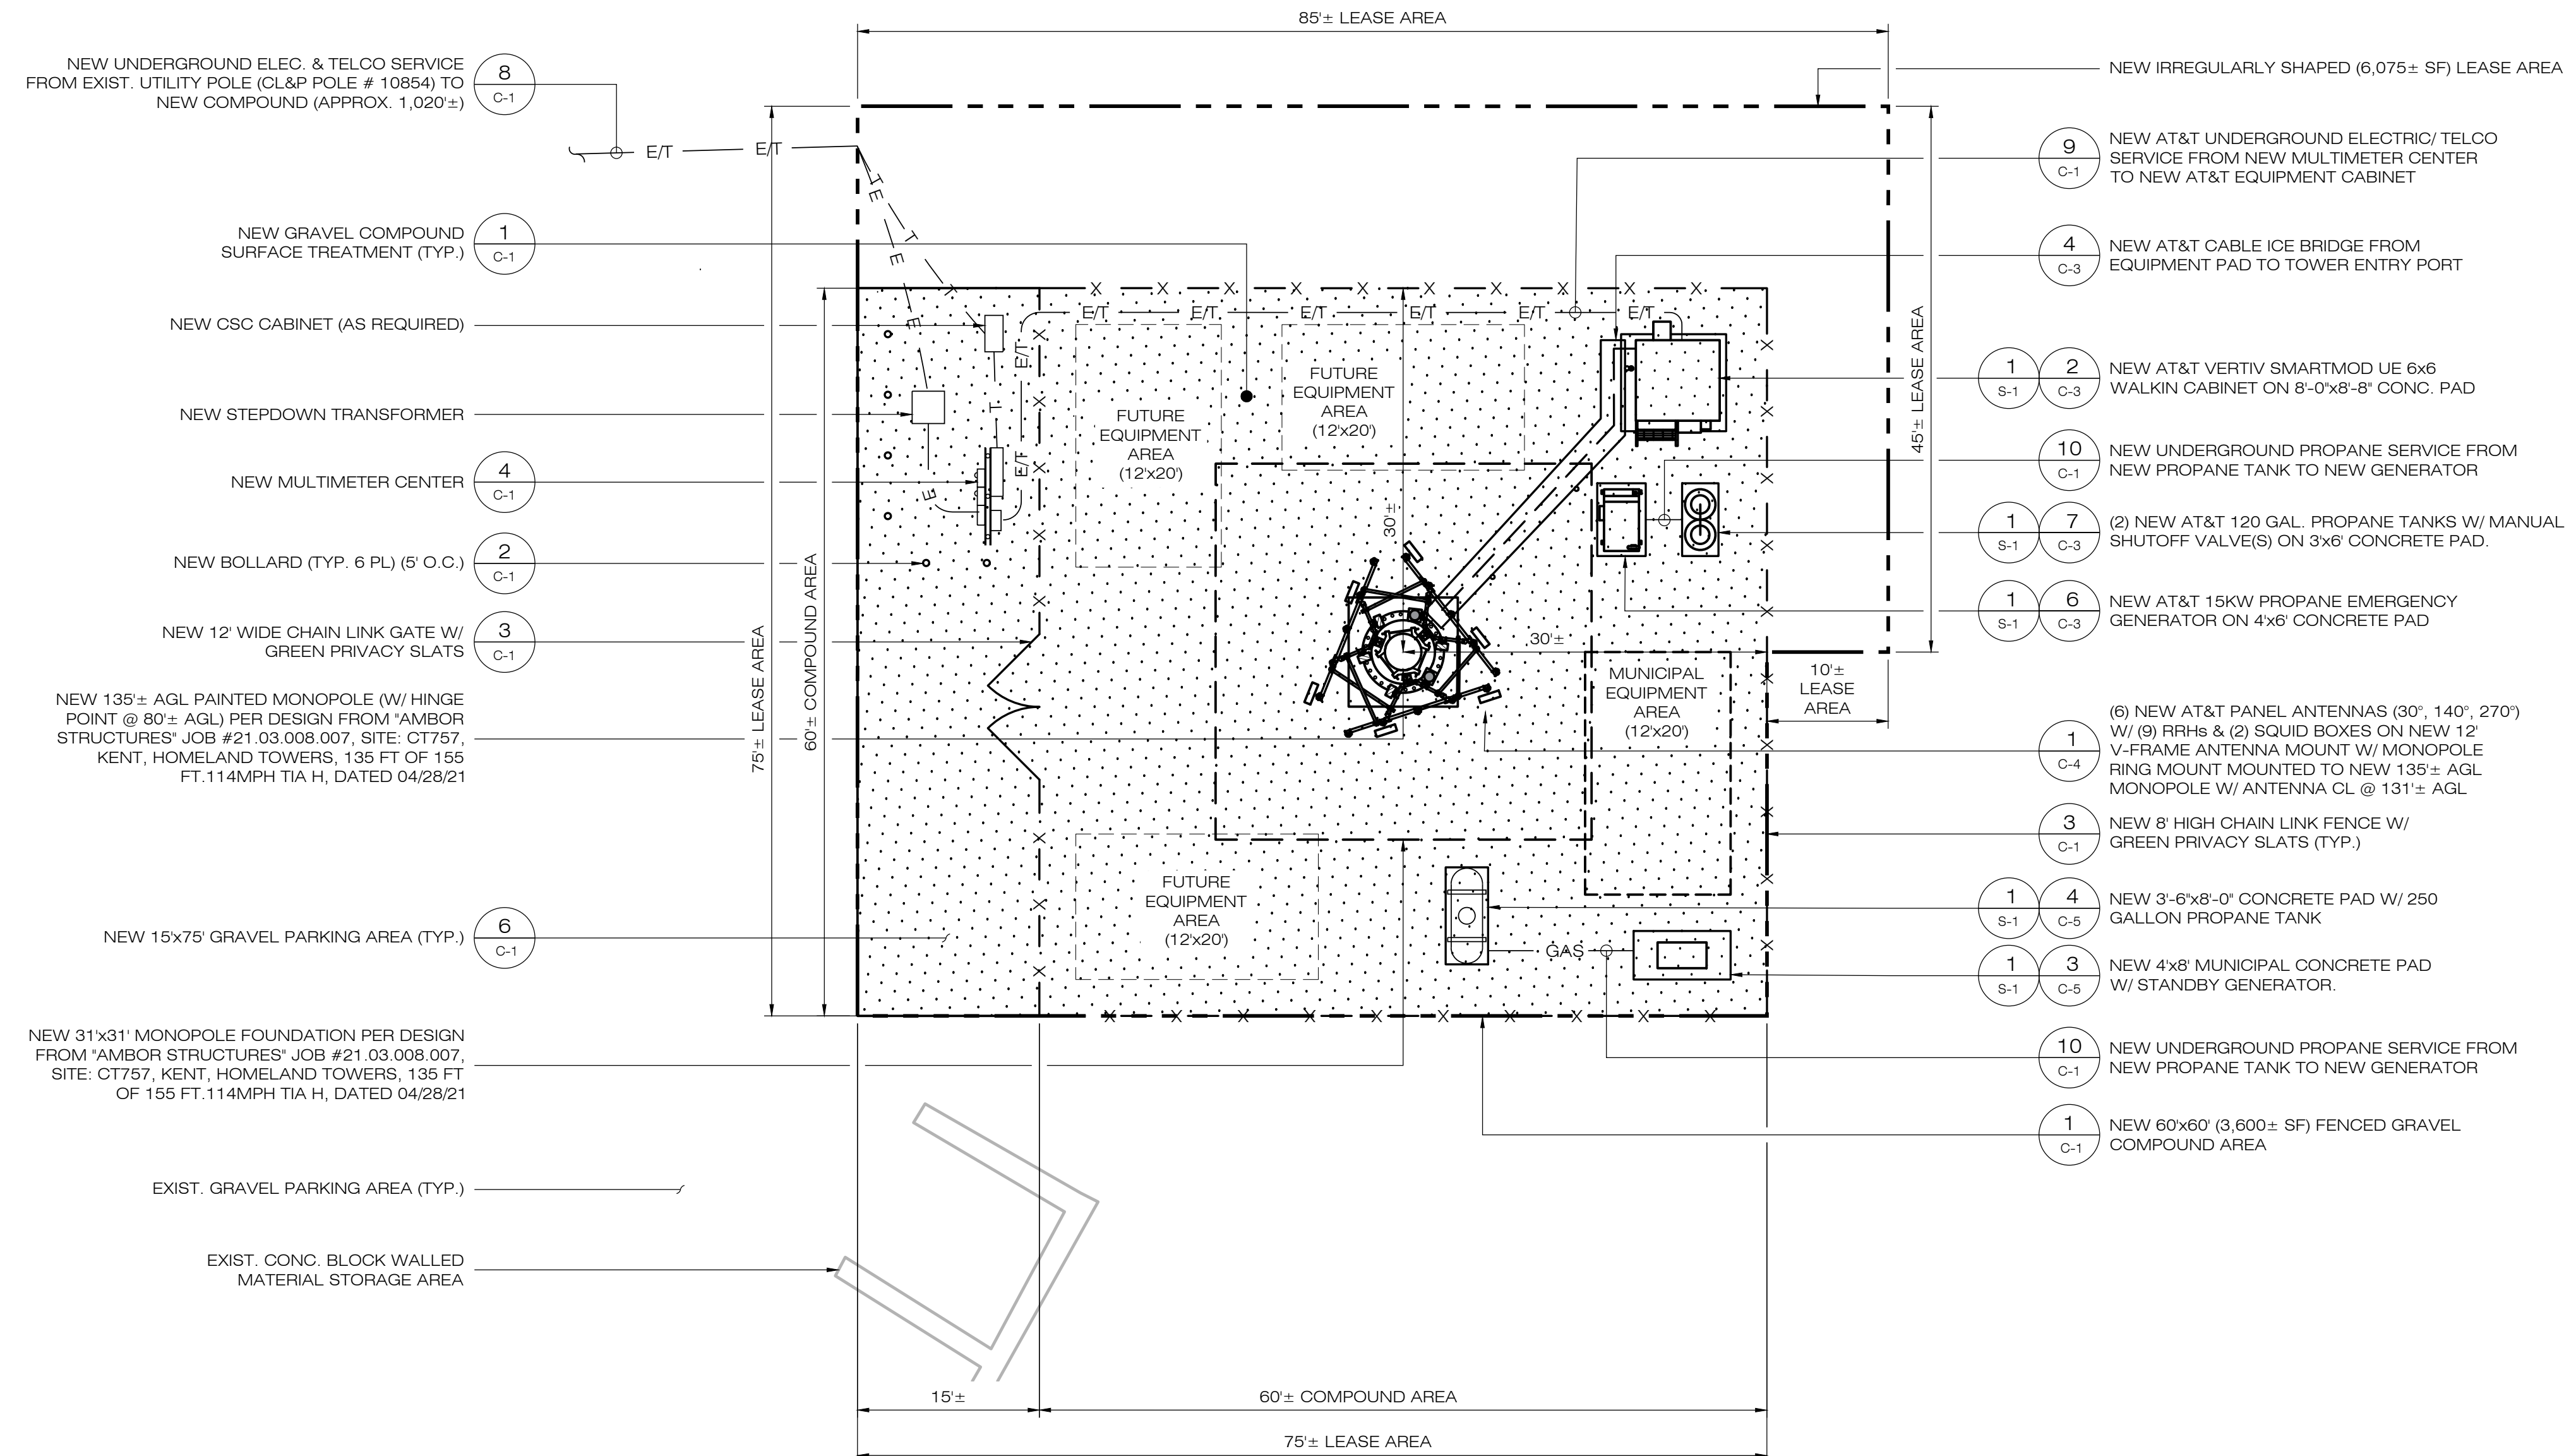 85'± LEASE AREA
NEW UNDERGROUND ELEC. & TELCO SERVICE
FROM EXIST. UTILITY POLE (CL&P POLE # 10854) TO
NEW COMPOUND (APPROX. 1,020'±)
8
C-1
NEW GRAVEL COMPOUND
SURFACE TREATMENT (TYP.)
1
C-1
NEW CSC CABINET (AS REQUIRED)
NEW STEPDOWN TRANSFORMER
NEW MULTIMETER CENTER
4
C-1
NEW BOLLARD (TYP. 6 PL) (5' O.C.)
2
C-1
NEW 12' WIDE CHAIN LINK GATE W/
GREEN PRIVACY SLATS
3
C-1
NEW 135'± AGL PAINTED MONOPOLE (W/ HINGE
POINT @ 80'± AGL) PER DESIGN FROM "AMBOR
STRUCTURES" JOB #21.03.008.007, SITE: CT757,
KENT, HOMELAND TOWERS, 135 FT OF 155
FT.114MPH TIA H, DATED 04/28/21
NEW 15'x75' GRAVEL PARKING AREA (TYP.)
6
C-1
NEW 31'x31' MONOPOLE FOUNDATION PER DESIGN
FROM "AMBOR STRUCTURES" JOB #21.03.008.007,
SITE: CT757, KENT, HOMELAND TOWERS, 135 FT
OF 155 FT.114MPH TIA H, DATED 04/28/21
EXIST. GRAVEL PARKING AREA (TYP.)
EXIST. CONC. BLOCK WALLED
MATERIAL STORAGE AREA
E/T
E/T
T
E
T
E
T
E
T
E
E/T
E/T
E/T
E/T
E/T
E/T
E/T
E/T
X X X X X X X X X X
75'± LEASE AREA
60'± COMPOUND AREA
FUTURE
EQUIPMENT
AREA
(12'x20')
FUTURE
EQUIPMENT
AREA
(12'x20')
30'±
30'±
MUNICIPAL
EQUIPMENT
AREA
(12'x20')
FUTURE
EQUIPMENT
AREA
(12'x20')
GAS
X X X X X X X X X X
45'± LEASE AREA
10'±
LEASE
AREA
15'±
60'± COMPOUND AREA
75'± LEASE AREA
NEW IRREGULARLY SHAPED (6,075± SF) LEASE AREA
9
C-1
NEW AT&T UNDERGROUND ELECTRIC/ TELCO
SERVICE FROM NEW MULTIMETER CENTER
TO NEW AT&T EQUIPMENT CABINET
4
C-3
NEW AT&T CABLE ICE BRIDGE FROM
EQUIPMENT PAD TO TOWER ENTRY PORT
1 2
S-1 C-3
NEW AT&T VERTIV SMARTMOD UE 6x6
WALKIN CABINET ON 8'-0"x8'-8" CONC. PAD
10
C-1
NEW UNDERGROUND PROPANE SERVICE FROM
NEW PROPANE TANK TO NEW GENERATOR
1 7
S-1 C-3
(2) NEW AT&T 120 GAL. PROPANE TANKS W/ MANUAL
SHUTOFF VALVE(S) ON 3'x6' CONCRETE PAD.
1 6
S-1 C-3
NEW AT&T 15KW PROPANE EMERGENCY
GENERATOR ON 4'x6' CONCRETE PAD
1
C-4
(6) NEW AT&T PANEL ANTENNAS (30°, 140°, 270°)
W/ (9) RRHs & (2) SQUID BOXES ON NEW 12'
V-FRAME ANTENNA MOUNT W/ MONOPOLE
RING MOUNT MOUNTED TO NEW 135'± AGL
MONOPOLE W/ ANTENNA CL @ 131'± AGL
3
C-1
NEW 8' HIGH CHAIN LINK FENCE W/
GREEN PRIVACY SLATS (TYP.)
1 4
S-1 C-5
NEW 3'-6"x8'-0" CONCRETE PAD W/ 250
GALLON PROPANE TANK
1 3
S-1 C-5
NEW 4'x8' MUNICIPAL CONCRETE PAD
W/ STANDBY GENERATOR.
10
C-1
NEW UNDERGROUND PROPANE SERVICE FROM
NEW PROPANE TANK TO NEW GENERATOR
1
C-1
NEW 60'x60' (3,600± SF) FENCED GRAVEL
COMPOUND AREA